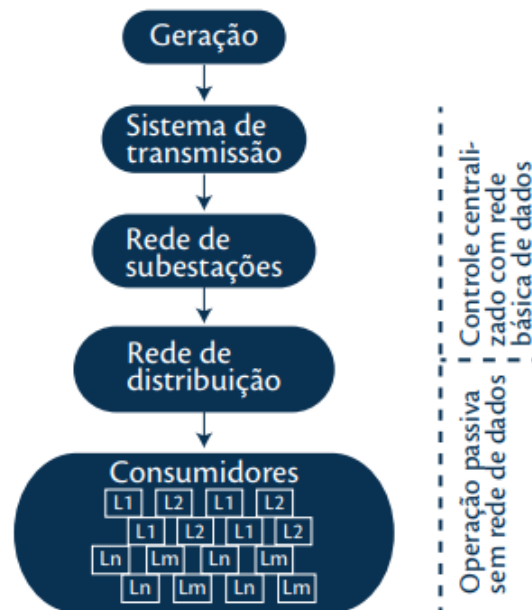 Geração
Sistema de
transmissão
Rede de
subestações
Rede de
distribuição
Consumidores
L1 L2 L1 L2
L1 L2 L1 L2
Ln Lm Ln Lm
Ln Lm Ln Lm
Controle centrali-
zado com rede
básica de dados
Operação passiva
sem rede de dados